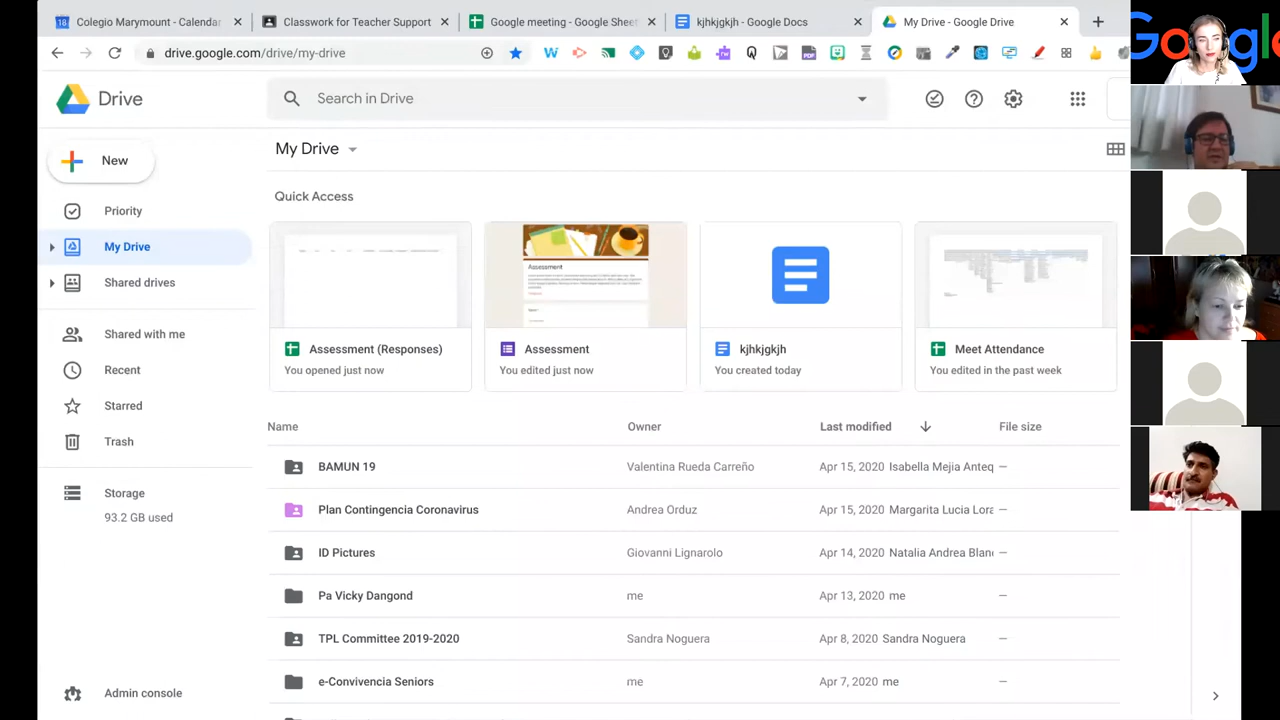 Colegio Marymount - Calendar
Classwork for Teacher Support
Google meeting - Google Sheet
kjhkjgkjh - Google Docs
My Drive - Google Drive
drive.google.com/drive/my-drive
Drive
Search in Drive
New
My Drive
Quick Access
Priority
My Drive
Shared drives
Shared with me
Recent
Starred
Trash
Storage
93.2 GB used
Admin console
Assessment
Assessment (Responses)
You opened just now
Assessment
You edited just now
kjhkjgkjh
You created today
Meet Attendance
You edited in the past week
Name Owner Last modified File size
BAMUN 19 Valentina Rueda Carreño Apr 15, 2020 Isabella Mejia Anteq —
Plan Contingencia Coronavirus Andrea Orduz Apr 15, 2020 Margarita Lucia Lora —
ID Pictures Giovanni Lignarolo Apr 14, 2020 Natalia Andrea Blan —
Pa Vicky Dangond me Apr 13, 2020 me —
TPL Committee 2019-2020 Sandra Noguera Apr 8, 2020 Sandra Noguera —
e-Convivencia Seniors me Apr 7, 2020 me —
Google